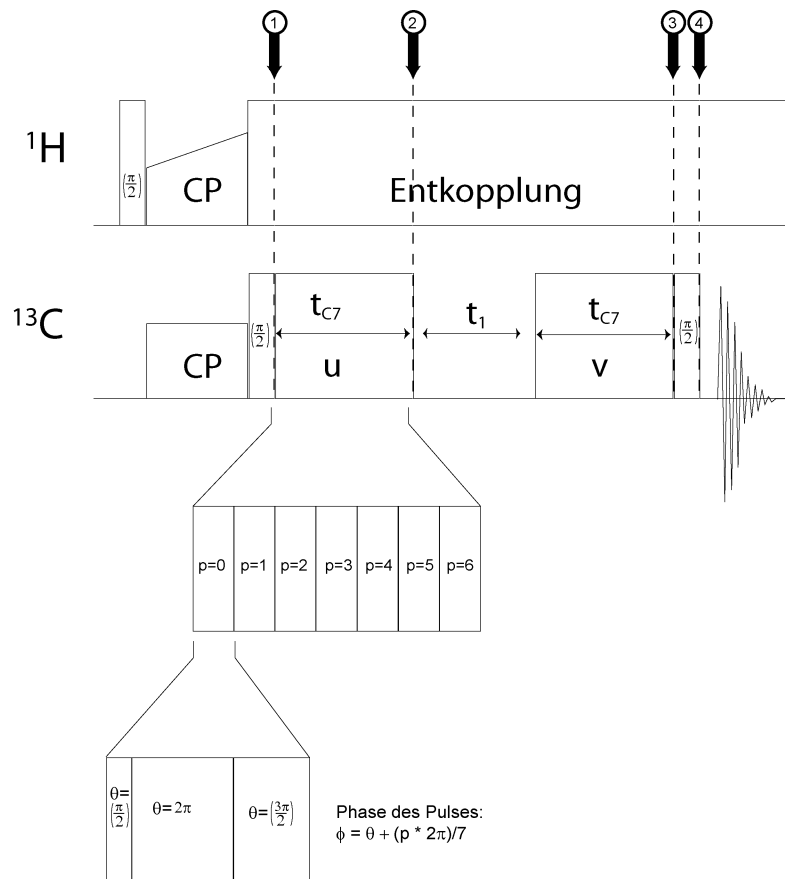 1 2 3 4
¹H
(π/2) CP Entkopplung
¹³C
CP (π/2) t_C7 t₁ t_C7 (π/2)
u v
p=0 p=1 p=2 p=3 p=4 p=5 p=6
θ=(π/2) θ=2π θ=(3π/2)
Phase des Pulses:
ϕ = θ + (p * 2π)/7